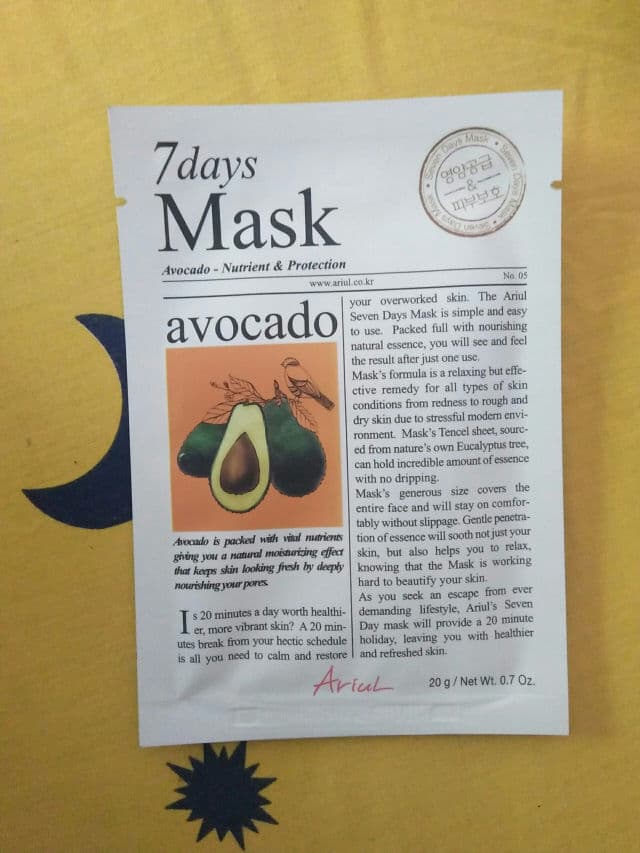 7days
Mask
Avocado - Nutrient & Protection
Seven Days Mask • Seven Days Mask • Seven Days Mask •
영양공급
&
피부보호
www.ariul.co.kr
No. 05
avocado
Avocado is packed with vital nutrients
giving you a natural moisturizing effect
that keeps skin looking fresh by deeply
nourishing your pores.
Is 20 minutes a day worth healthi-
er, more vibrant skin? A 20 min-
utes break from your hectic schedule
is all you need to calm and restore
your overworked skin. The Ariul
Seven Days Mask is simple and easy
to use. Packed full with nourishing
natural essence, you will see and feel
the result after just one use.
Mask's formula is a relaxing but effe-
ctive remedy for all types of skin
conditions from redness to rough and
dry skin due to stressful modern envi-
ronment. Mask's Tencel sheet, sourc-
ed from nature's own Eucalyptus tree,
can hold incredible amount of essence
with no dripping.
Mask's generous size covers the
entire face and will stay on comfor-
tably without slippage. Gentle penetra-
tion of essence will sooth not just your
skin, but also helps you to relax,
knowing that the Mask is working
hard to beautify your skin.
As you seek an escape from ever
demanding lifestyle, Ariul's Seven
Day mask will provide a 20 minute
holiday, leaving you with healthier
and refreshed skin.
Ariul
20 g / Net Wt. 0.7 Oz.